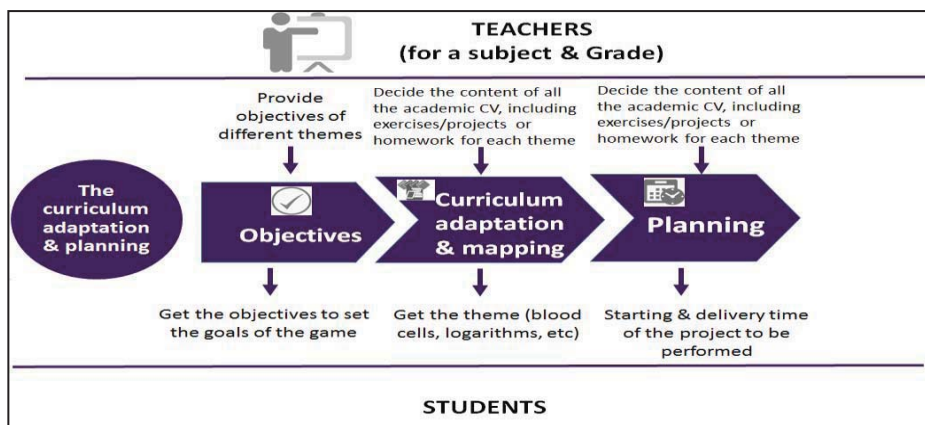 TEACHERS
(for a subject & Grade)
Provide
objectives of
different themes
Decide the content of all
the academic CV, including
exercises/projects or
homework for each theme
Decide the content of all
the academic CV, including
exercises/projects or
homework for each theme
The
curriculum
adaptation
& planning
Objectives
Curriculum
adaptation
& mapping
Planning
Get the objectives to set
the goals of the game
Get the theme (blood
cells, logarithms, etc)
Starting & delivery time
of the project to be
performed
STUDENTS